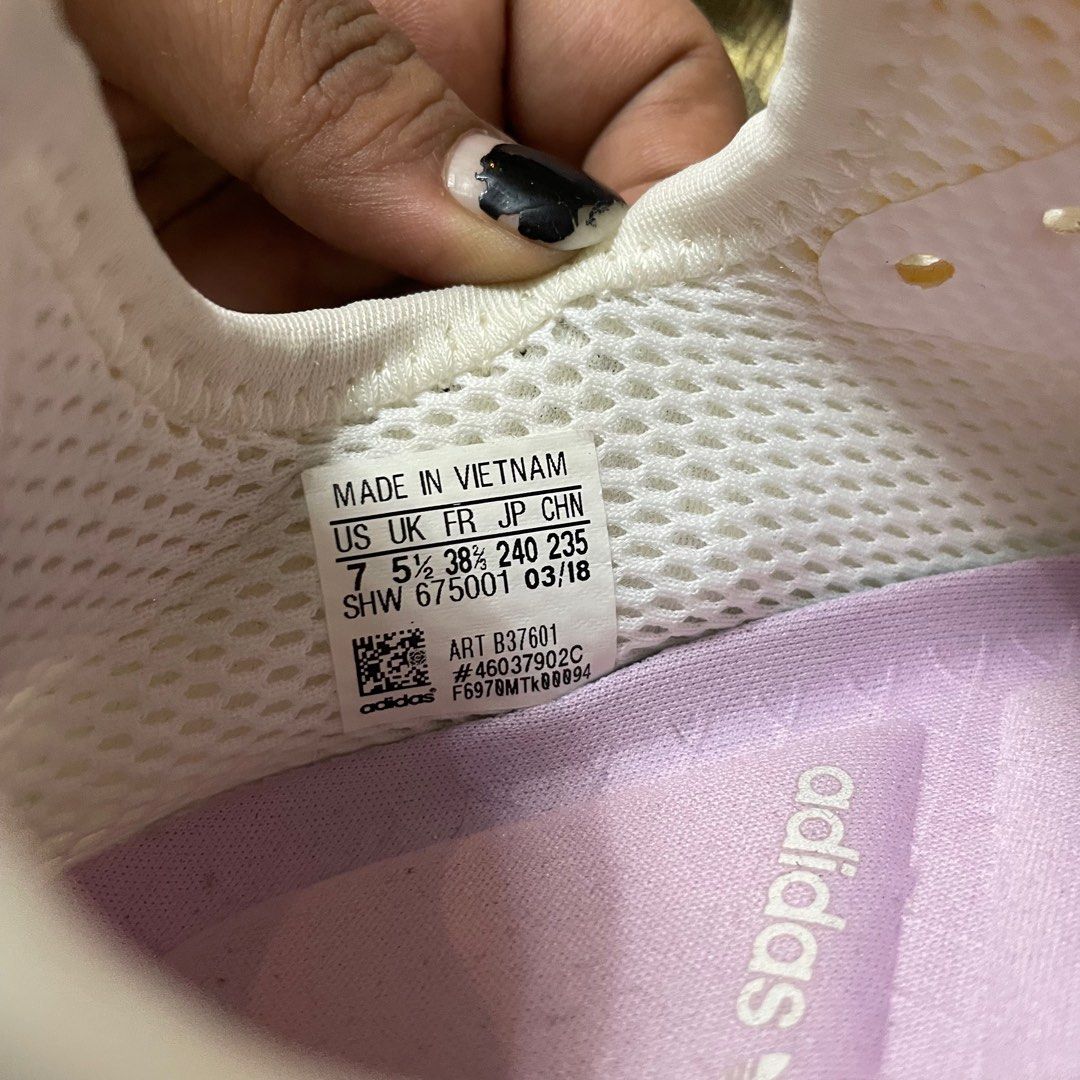 MADE IN VIETNAM
US UK FR JP CHN
7 5½ 38⅔ 240 235
SHW 675001 03/18
ART B37601
#46037902C
adidas® F6970MTk00094
adidas